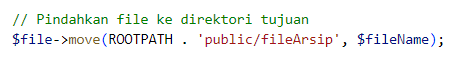 // Pindahkan file ke direktori tujuan
$file->move(ROOTPATH . 'public/fileArsip', $fileName);